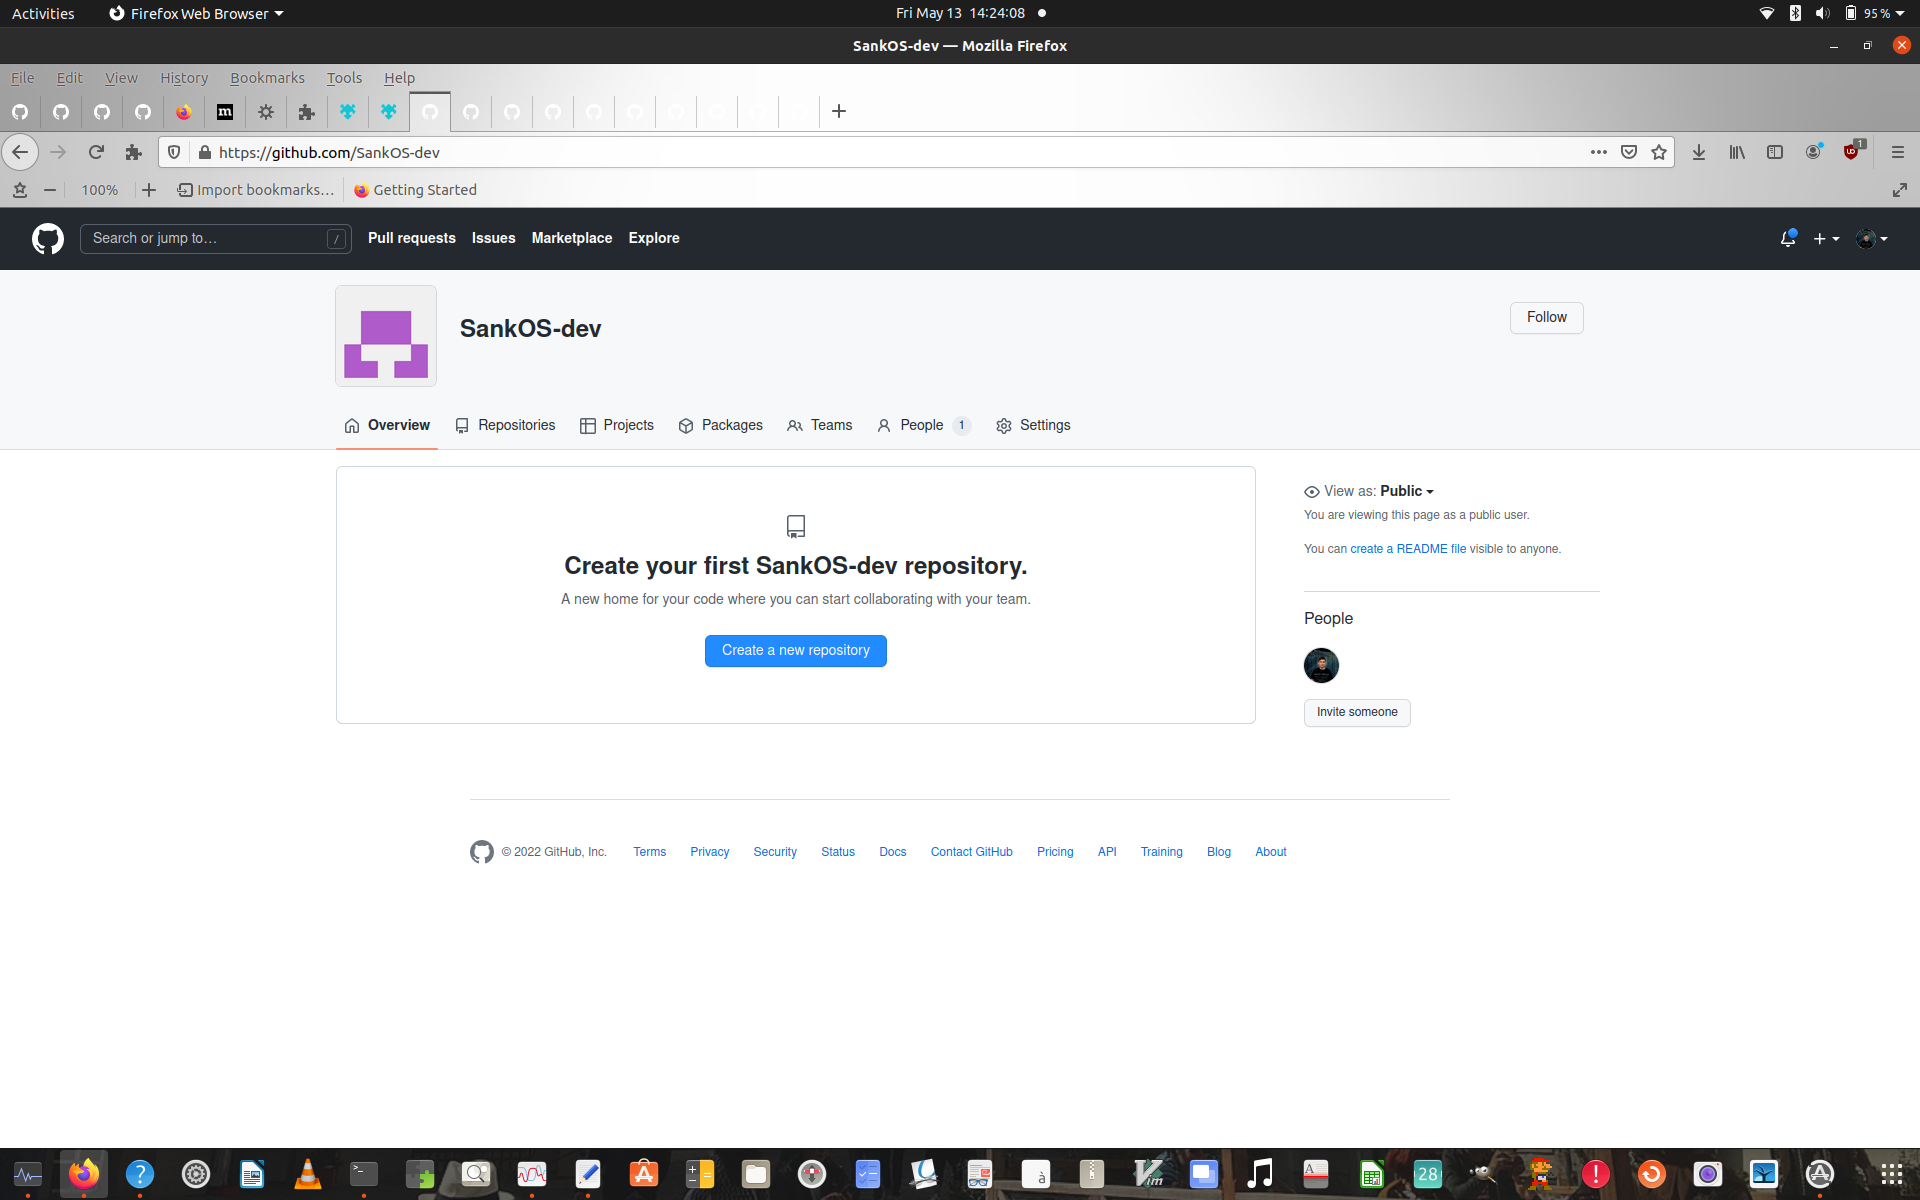 Activities Firefox Web Browser Fri May 13 14:24:08 95 %
SankOS-dev — Mozilla Firefox
File Edit View History Bookmarks Tools Help
m
https://github.com/SankOS-dev 1
100% Import bookmarks… Getting Started
Search or jump to… / Pull requests Issues Marketplace Explore
SankOS-dev
Follow
Overview Repositories Projects Packages Teams People 1 Settings
View as: Public
You are viewing this page as a public user.
You can create a README file visible to anyone.
Create your first SankOS-dev repository.
A new home for your code where you can start collaborating with your team.
Create a new repository
People
Invite someone
© 2022 GitHub, Inc. Terms Privacy Security Status Docs Contact GitHub Pricing API Training Blog About
28